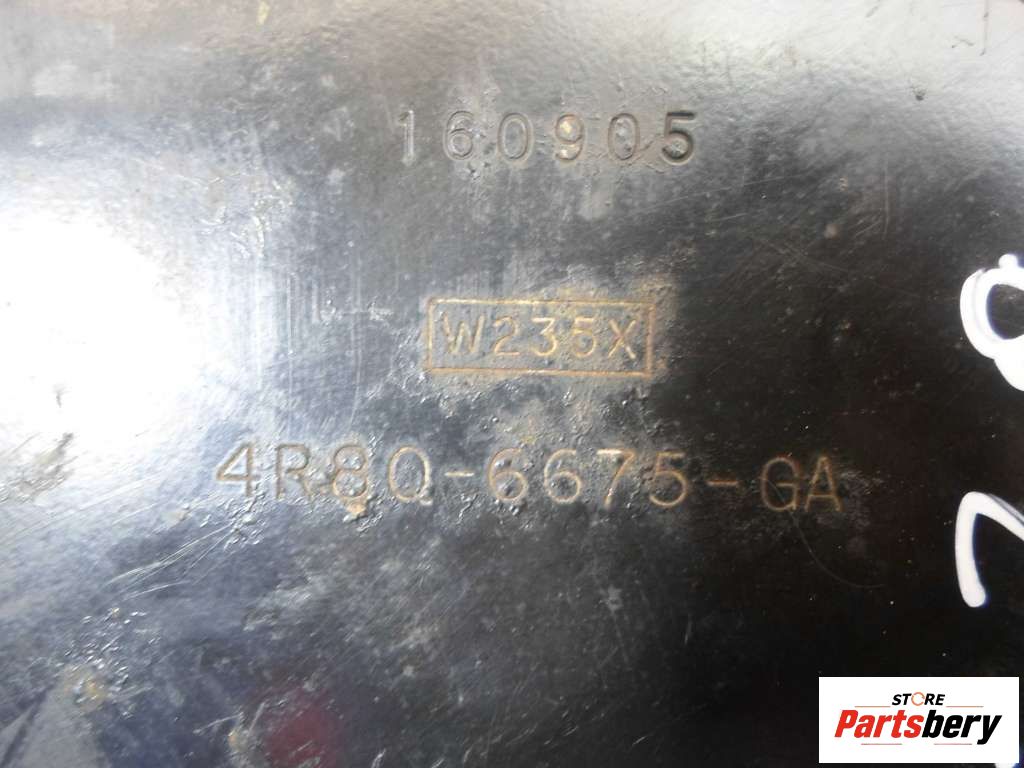 160905
W235X
4R8Q-6675-GA
STORE
Partsbery